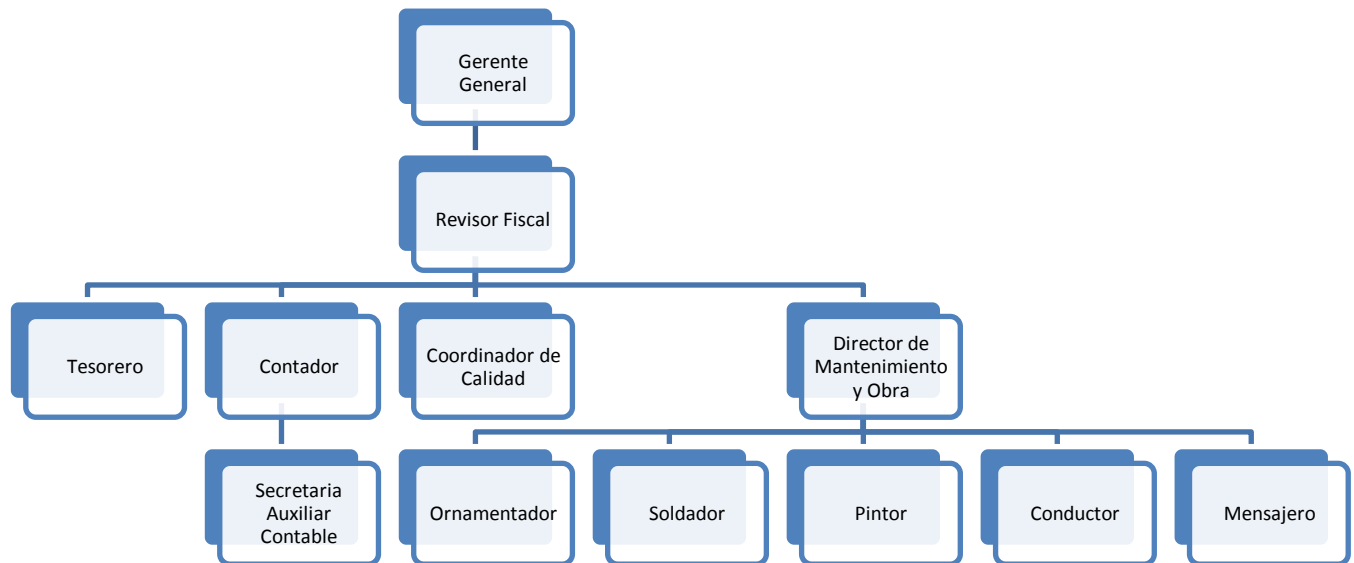 Gerente
General
Revisor Fiscal
Tesorero
Contador
Coordinador de
Calidad
Director de
Mantenimiento
y Obra
Secretaria
Auxiliar
Contable
Ornamentador
Soldador
Pintor
Conductor
Mensajero